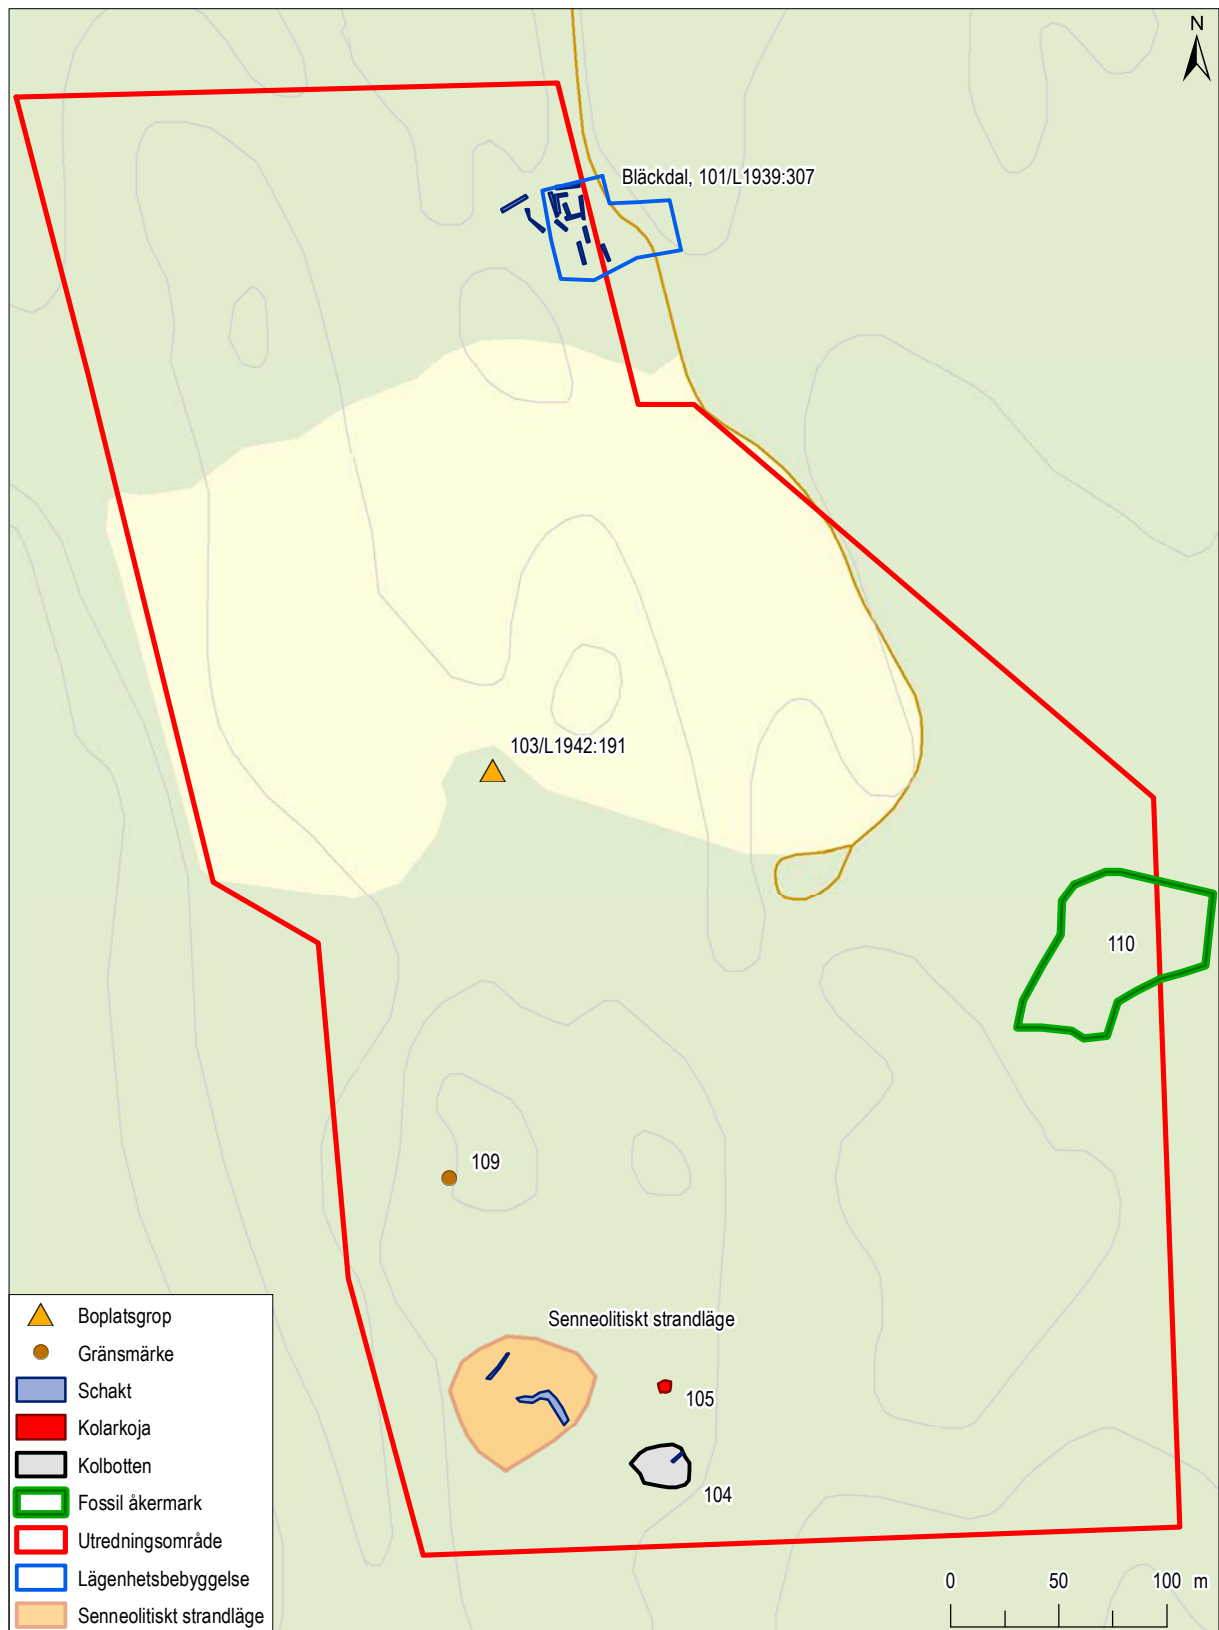 N
Bläckdal, 101/L1939:307
103/L1942:191
110
109
Senneolitiskt strandläge
105
104
Boplatsgrop
Gränsmärke
Schakt
Kolarkoja
Kolbotten
Fossil åkermark
Utredningsområde
Lägenhetsbebyggelse
Senneolitiskt strandläge
0 50 100 m